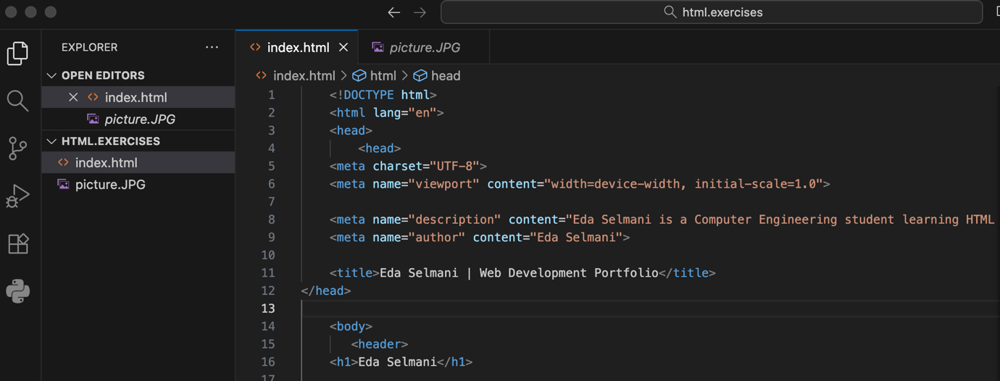 html.exercises
EXPLORER
index.html
picture.JPG
OPEN EDITORS
index.html
picture.JPG
HTML.EXERCISES
index.html
picture.JPG
index.html > html > head
1 <!DOCTYPE html>
2 <html lang="en">
3 <head>
4 <head>
5 <meta charset="UTF-8">
6 <meta name="viewport" content="width=device-width, initial-scale=1.0">
7
8 <meta name="description" content="Eda Selmani is a Computer Engineering student learning HTML
9 <meta name="author" content="Eda Selmani">
10
11 <title>Eda Selmani | Web Development Portfolio</title>
12 </head>
13
14 <body>
15 <header>
16 <h1>Eda Selmani</h1>
17